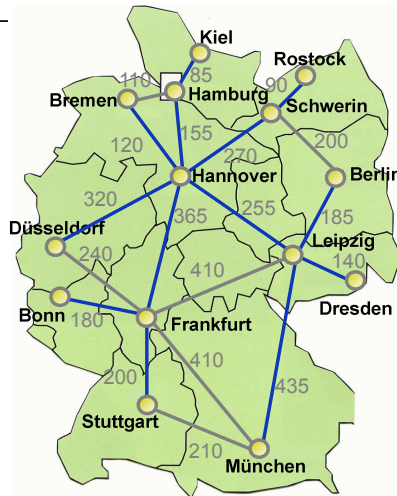 Kiel
Rostock
110
85
90
Bremen
Hamburg
Schwerin
120
155
200
270
Hannover
Berlin
320
365
255
185
Düsseldorf
240
410
Leipzig
140
Bonn
180
Frankfurt
Dresden
410
200
435
Stuttgart
210
München